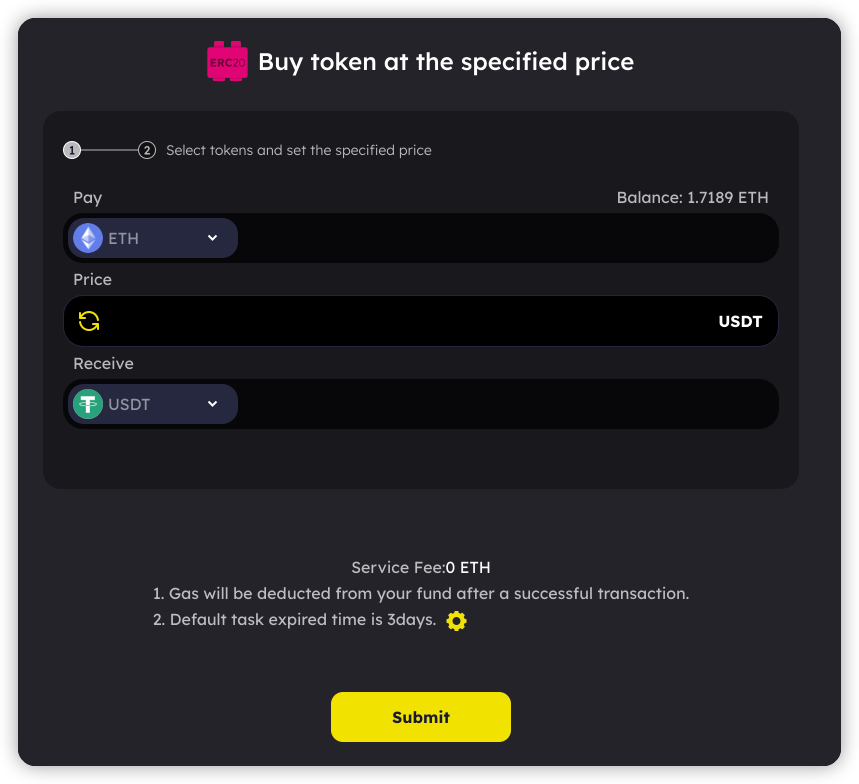 ERC20 Buy token at the specified price
1 2 Select tokens and set the specified price
Pay Balance: 1.7189 ETH
ETH
Price
USDT
Receive
USDT
Service Fee:0 ETH
1. Gas will be deducted from your fund after a successful transaction.
2. Default task expired time is 3days.
Submit